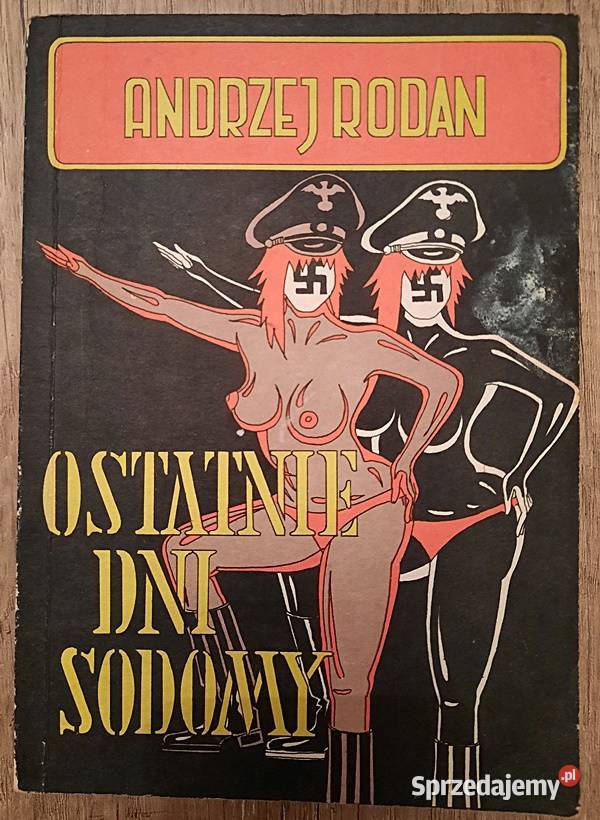 ANDRZEJ RODAN
OSTATNIE
DNI
SODOMY
Sprzedajemy.pl